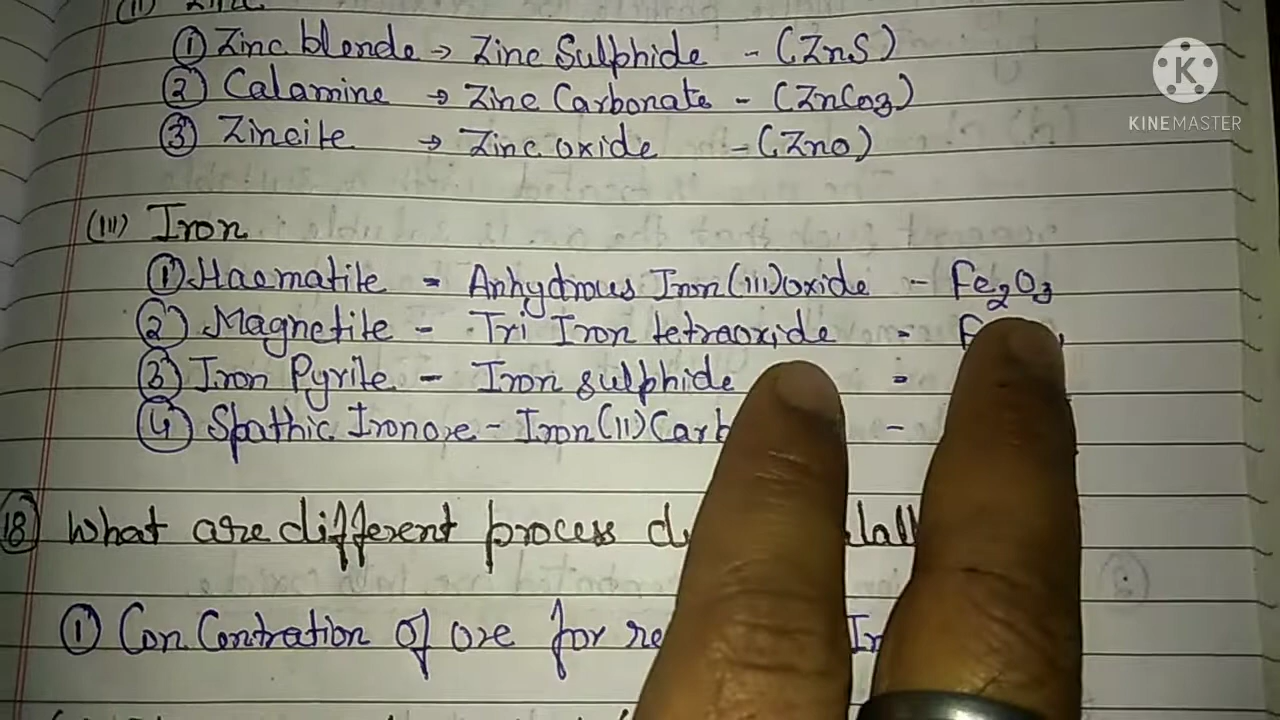 (II) Zinc
① Zinc blende → Zinc Sulphide - (ZnS)
② Calamine → Zinc Carbonate - (ZnCo3)
③ Zincite → Zinc oxide - (Zno)
KINEMASTER
(III) Iron
① Haematite = Anhydrous Iron(III)oxide - Fe2O3
② Magnetite - Tri Iron tetraoxide =
③ Iron Pyrite - Iron sulphide =
④ Spathic Iron ore - Iron(II) Carb -
⑱ What are different process
① Con Contration of ore for